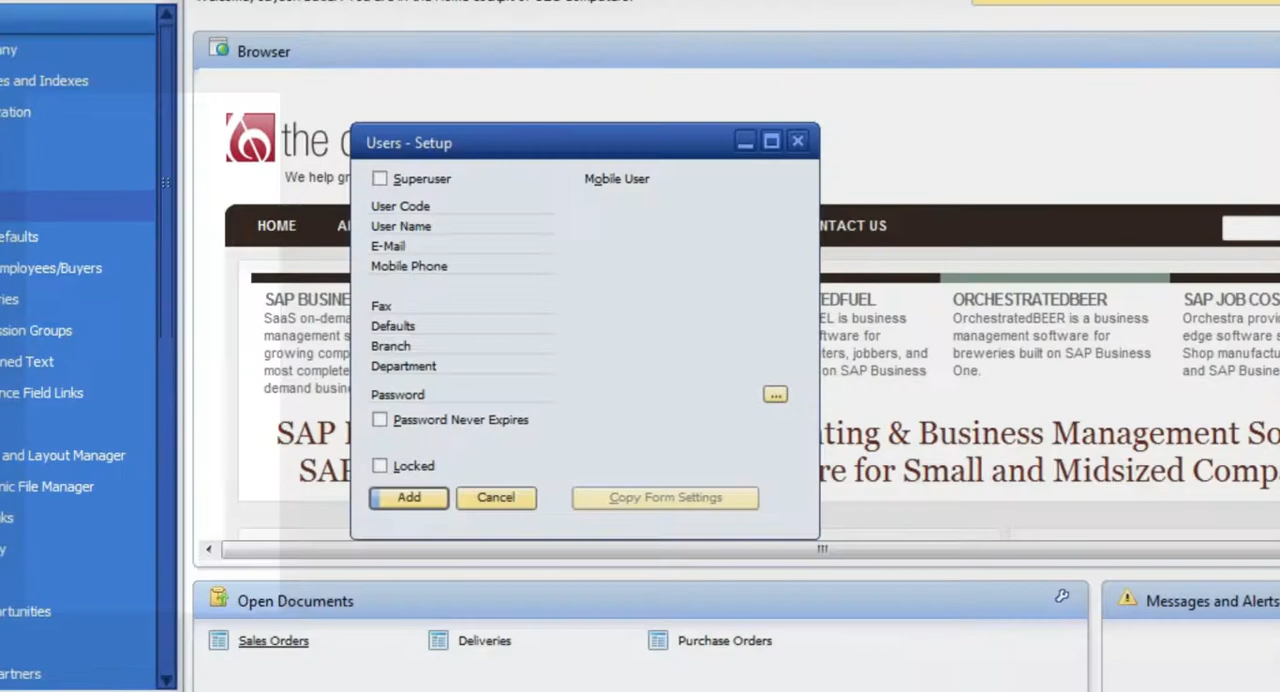 Browser
the
We help gr
HOME
NTACT US
SAP BUSINE
SaaS on-dema
management s
growing comp
most complete
demand busin
EDFUEL
EL is business
ftware for
ters, jobbers, and
on SAP Business
ORCHESTRATEDBEER
OrchestratedBEER is a business
management software for
breweries built on SAP Business
One.
SAP JOB COS
Orchestra provi
edge software s
Shop manufactu
and SAP Busine
SAP
ting & Business Management So
SAP
re for Small and Midsized Comp
Users - Setup
Superuser
Mobile User
User Code
User Name
E-Mail
Mobile Phone
Fax
Defaults
Branch
Department
Password
...
Password Never Expires
Locked
Add
Cancel
Copy Form Settings
ny
es and Indexes
ation
efaults
mployees/Buyers
ries
ssion Groups
ned Text
nce Field Links
and Layout Manager
nic File Manager
ks
y
rtunities
artners
Open Documents
Sales Orders
Deliveries
Purchase Orders
Messages and Alerts